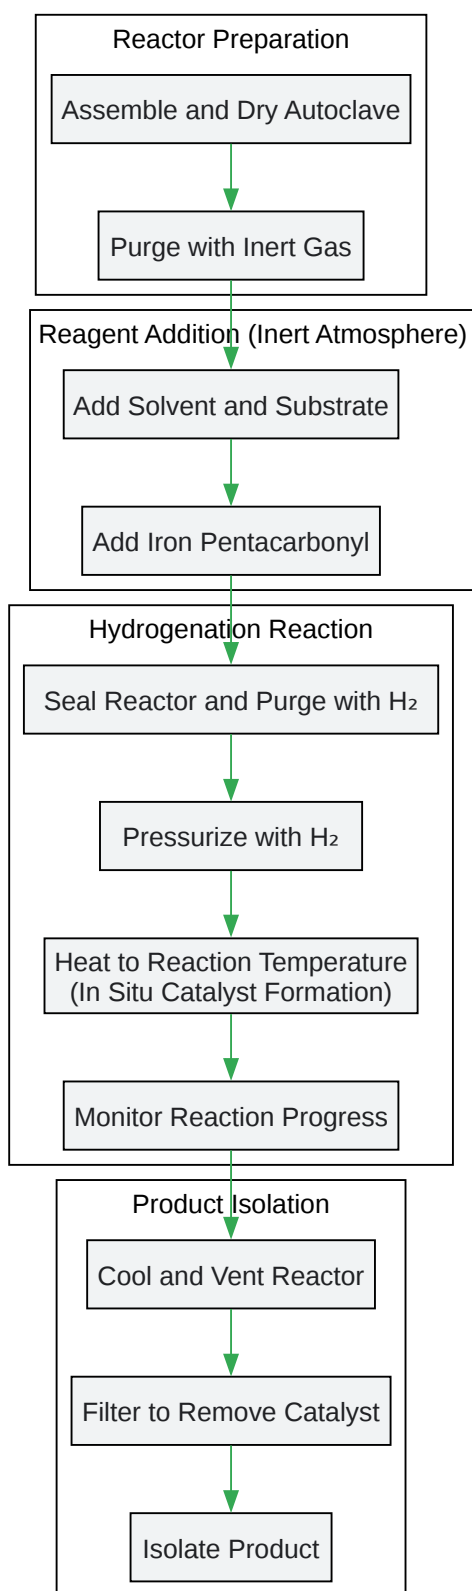 Reactor Preparation
Assemble and Dry Autoclave
Purge with Inert Gas
Reagent Addition (Inert Atmosphere)
Add Solvent and Substrate
Add Iron Pentacarbonyl
Hydrogenation Reaction
Seal Reactor and Purge with H₂
Pressurize with H₂
Heat to Reaction Temperature
(In Situ Catalyst Formation)
Monitor Reaction Progress
Product Isolation
Cool and Vent Reactor
Filter to Remove Catalyst
Isolate Product